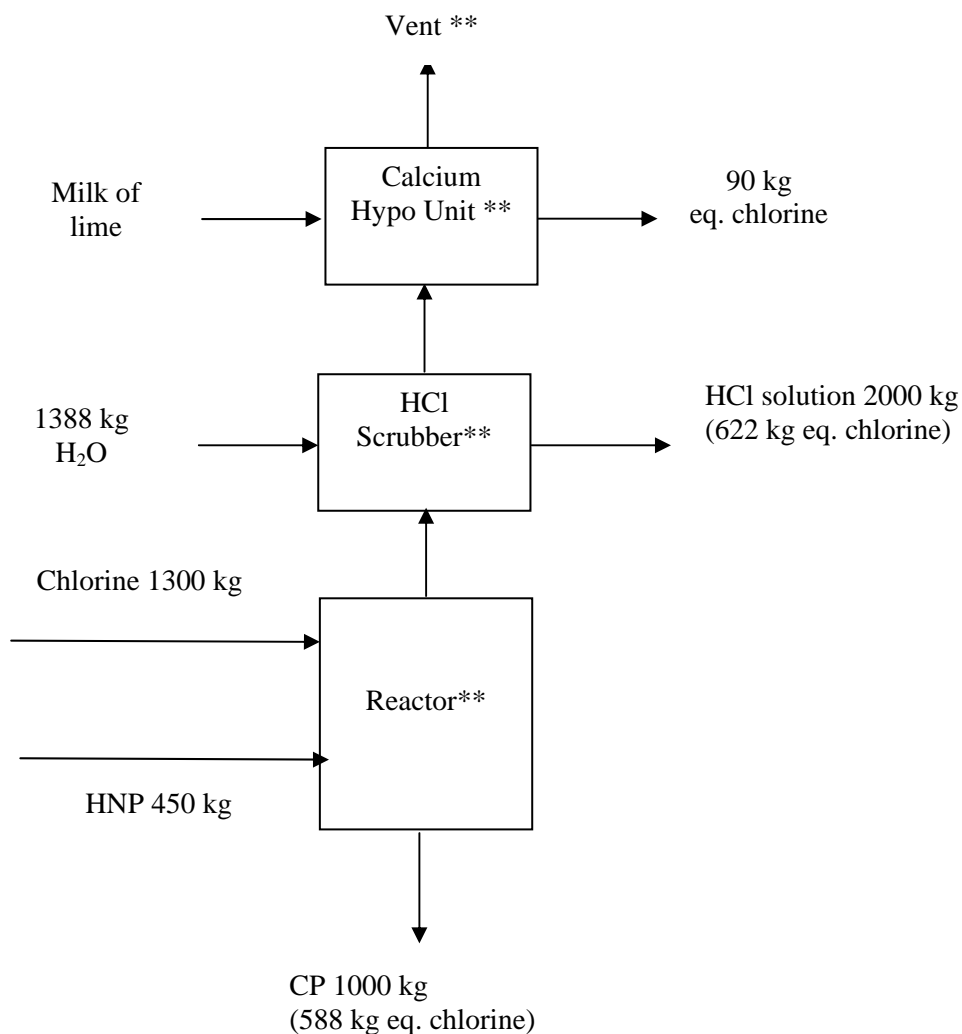 Vent **
Calcium
Hypo Unit **
Milk of
lime
90 kg
eq. chlorine
HCl
Scrubber**
1388 kg
H₂O
HCl solution 2000 kg
(622 kg eq. chlorine)
Chlorine 1300 kg
Reactor**
HNP 450 kg
CP 1000 kg
(588 kg eq. chlorine)